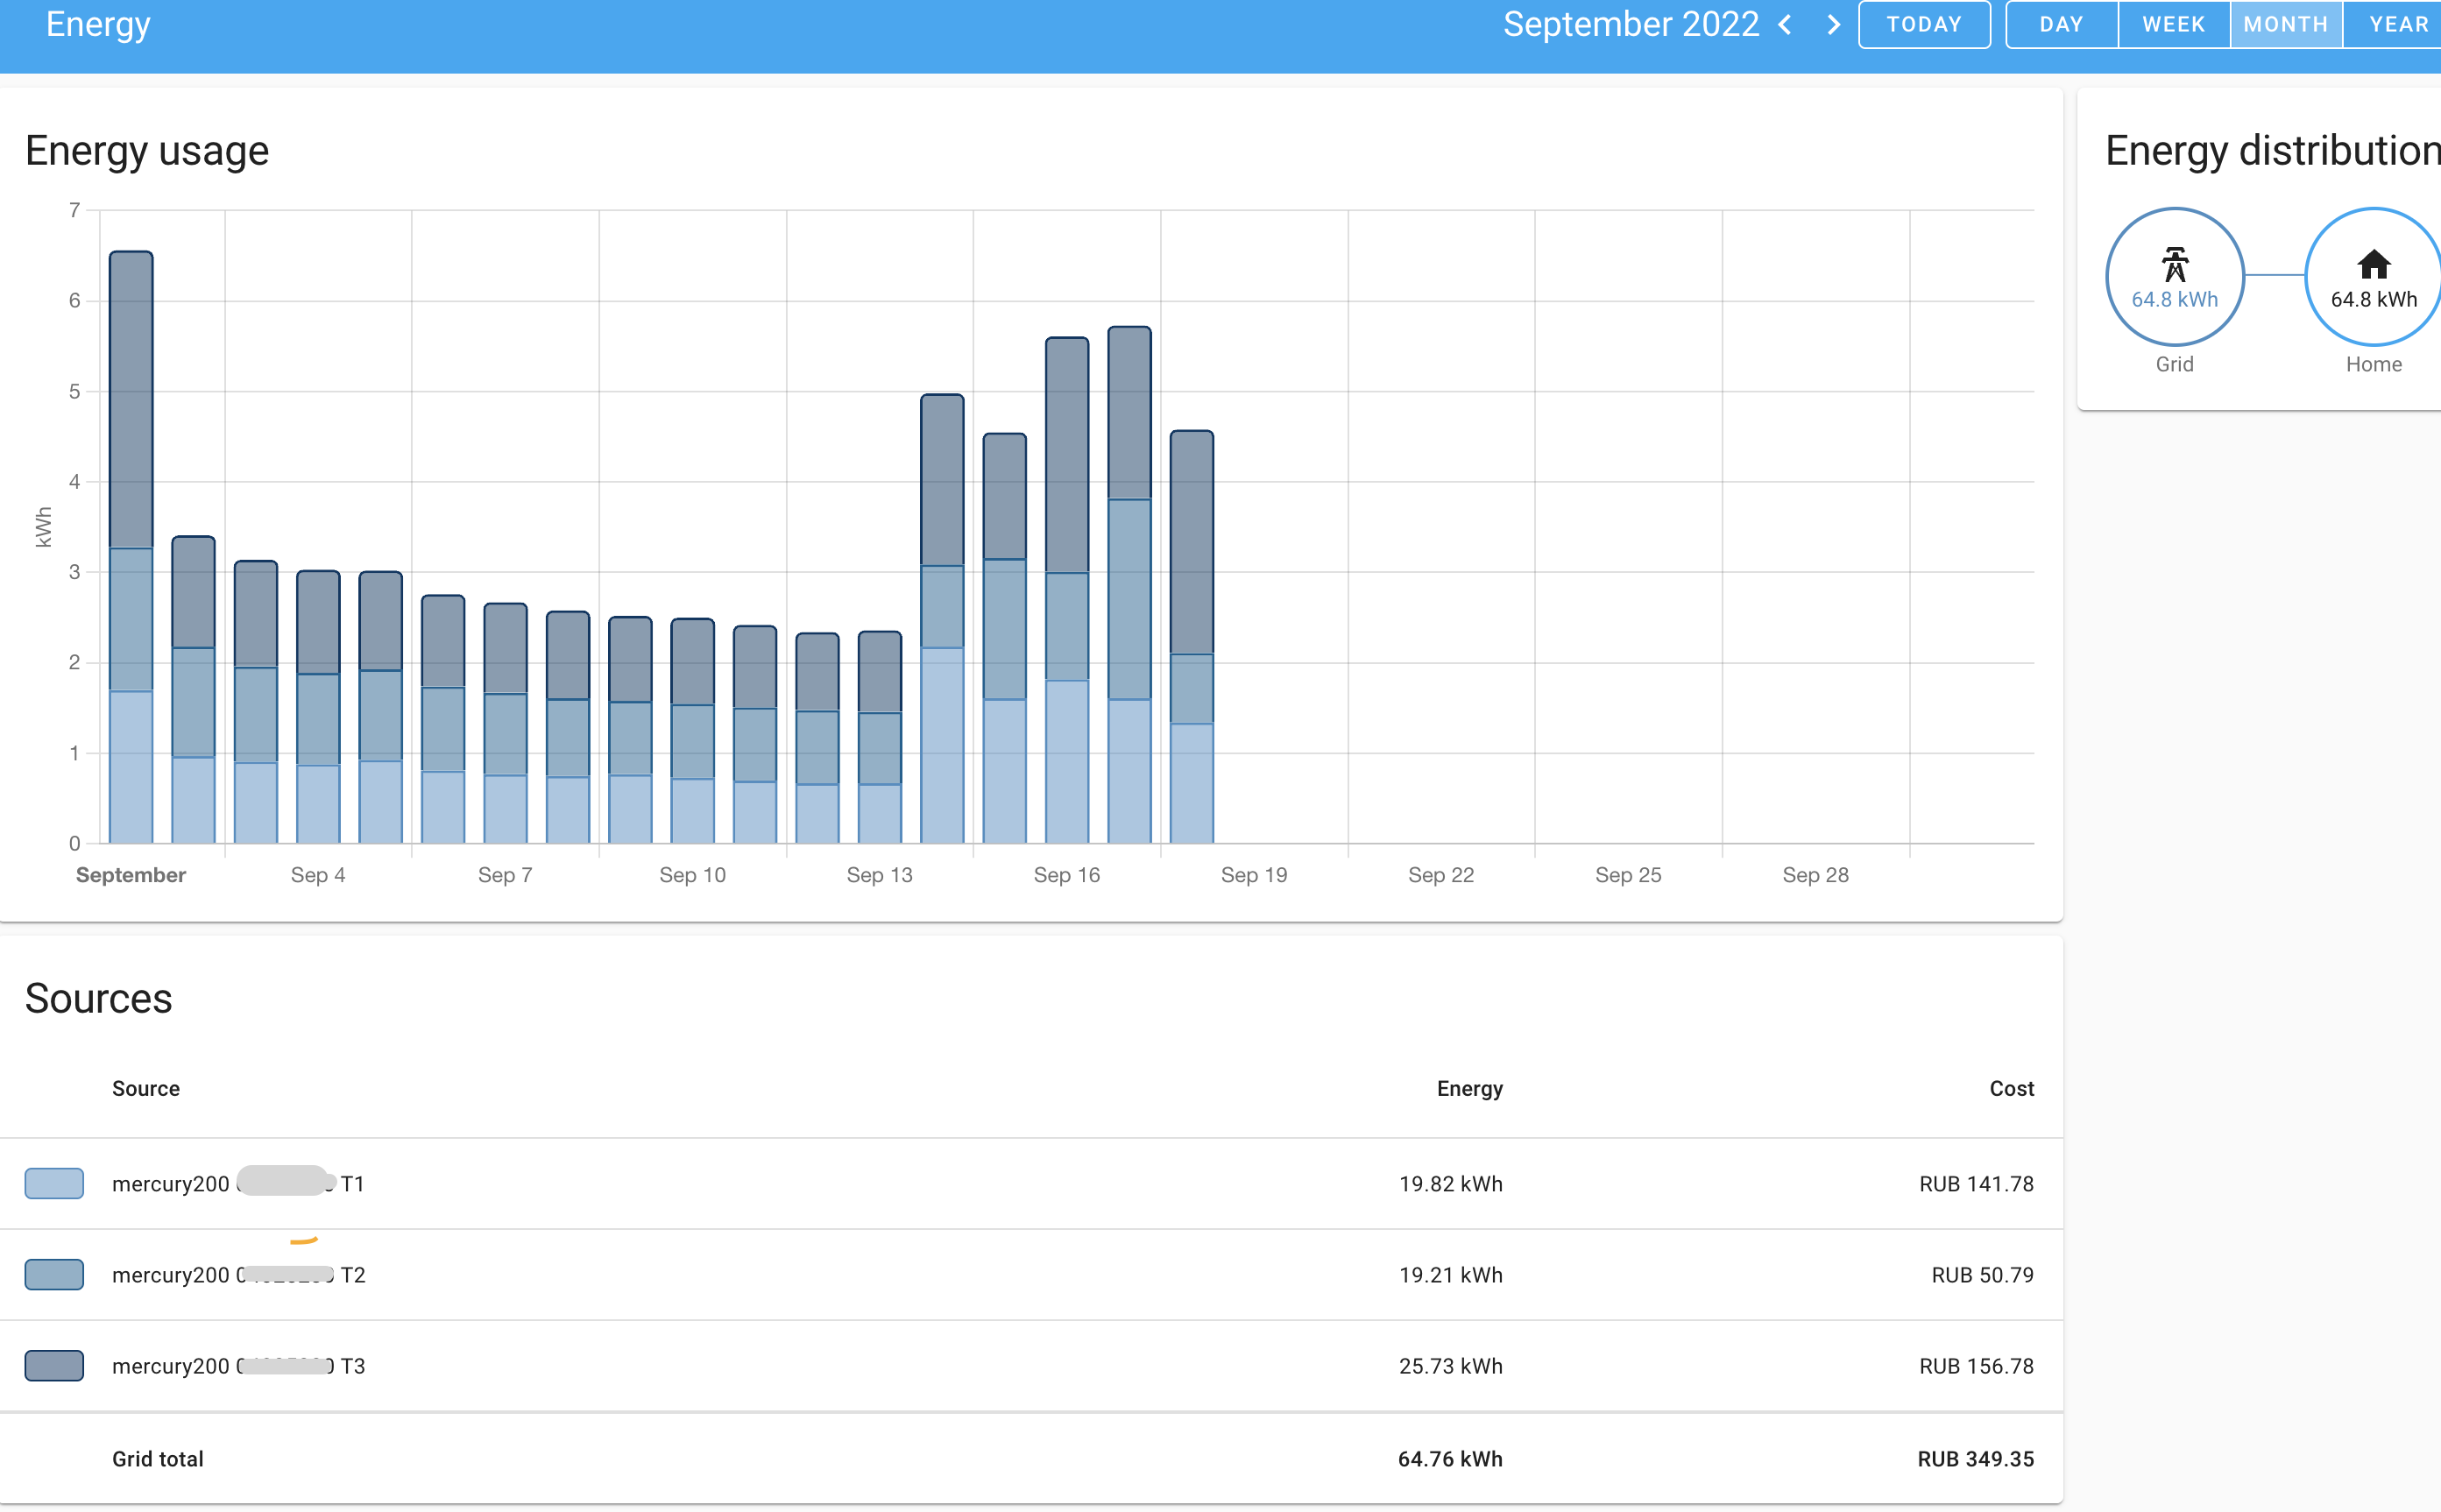 Energy
September 2022
TODAY
DAY
WEEK
MONTH
YEAR
Energy usage
7
6
5
4
3
2
1
0
kWh
September
Sep 4
Sep 7
Sep 10
Sep 13
Sep 16
Sep 19
Sep 22
Sep 25
Sep 28
Energy distribution
64.8 kWh
64.8 kWh
Grid
Home
Sources
Source Energy Cost
mercury200 T1 19.82 kWh RUB 141.78
mercury200 T2 19.21 kWh RUB 50.79
mercury200 T3 25.73 kWh RUB 156.78
Grid total 64.76 kWh RUB 349.35